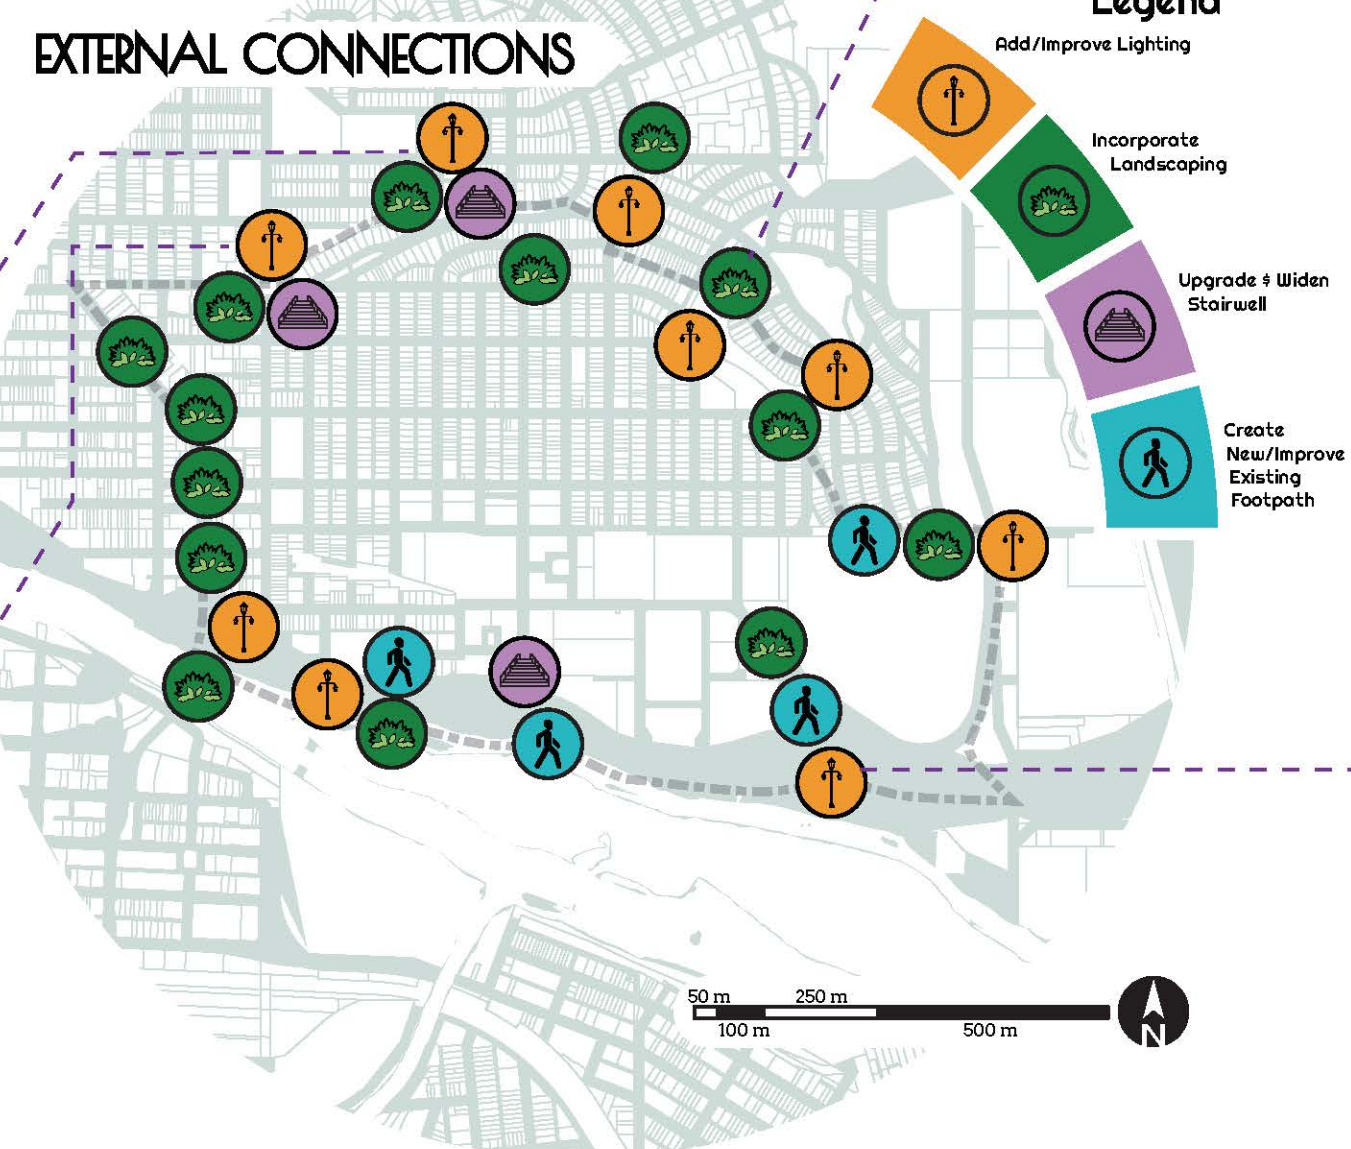 Legend
EXTERNAL CONNECTIONS
Add/Improve Lighting
Incorporate
Landscaping
Upgrade & Widen
Stairwell
Create
New/Improve
Existing
Footpath
50 m
250 m
100 m
500 m
N